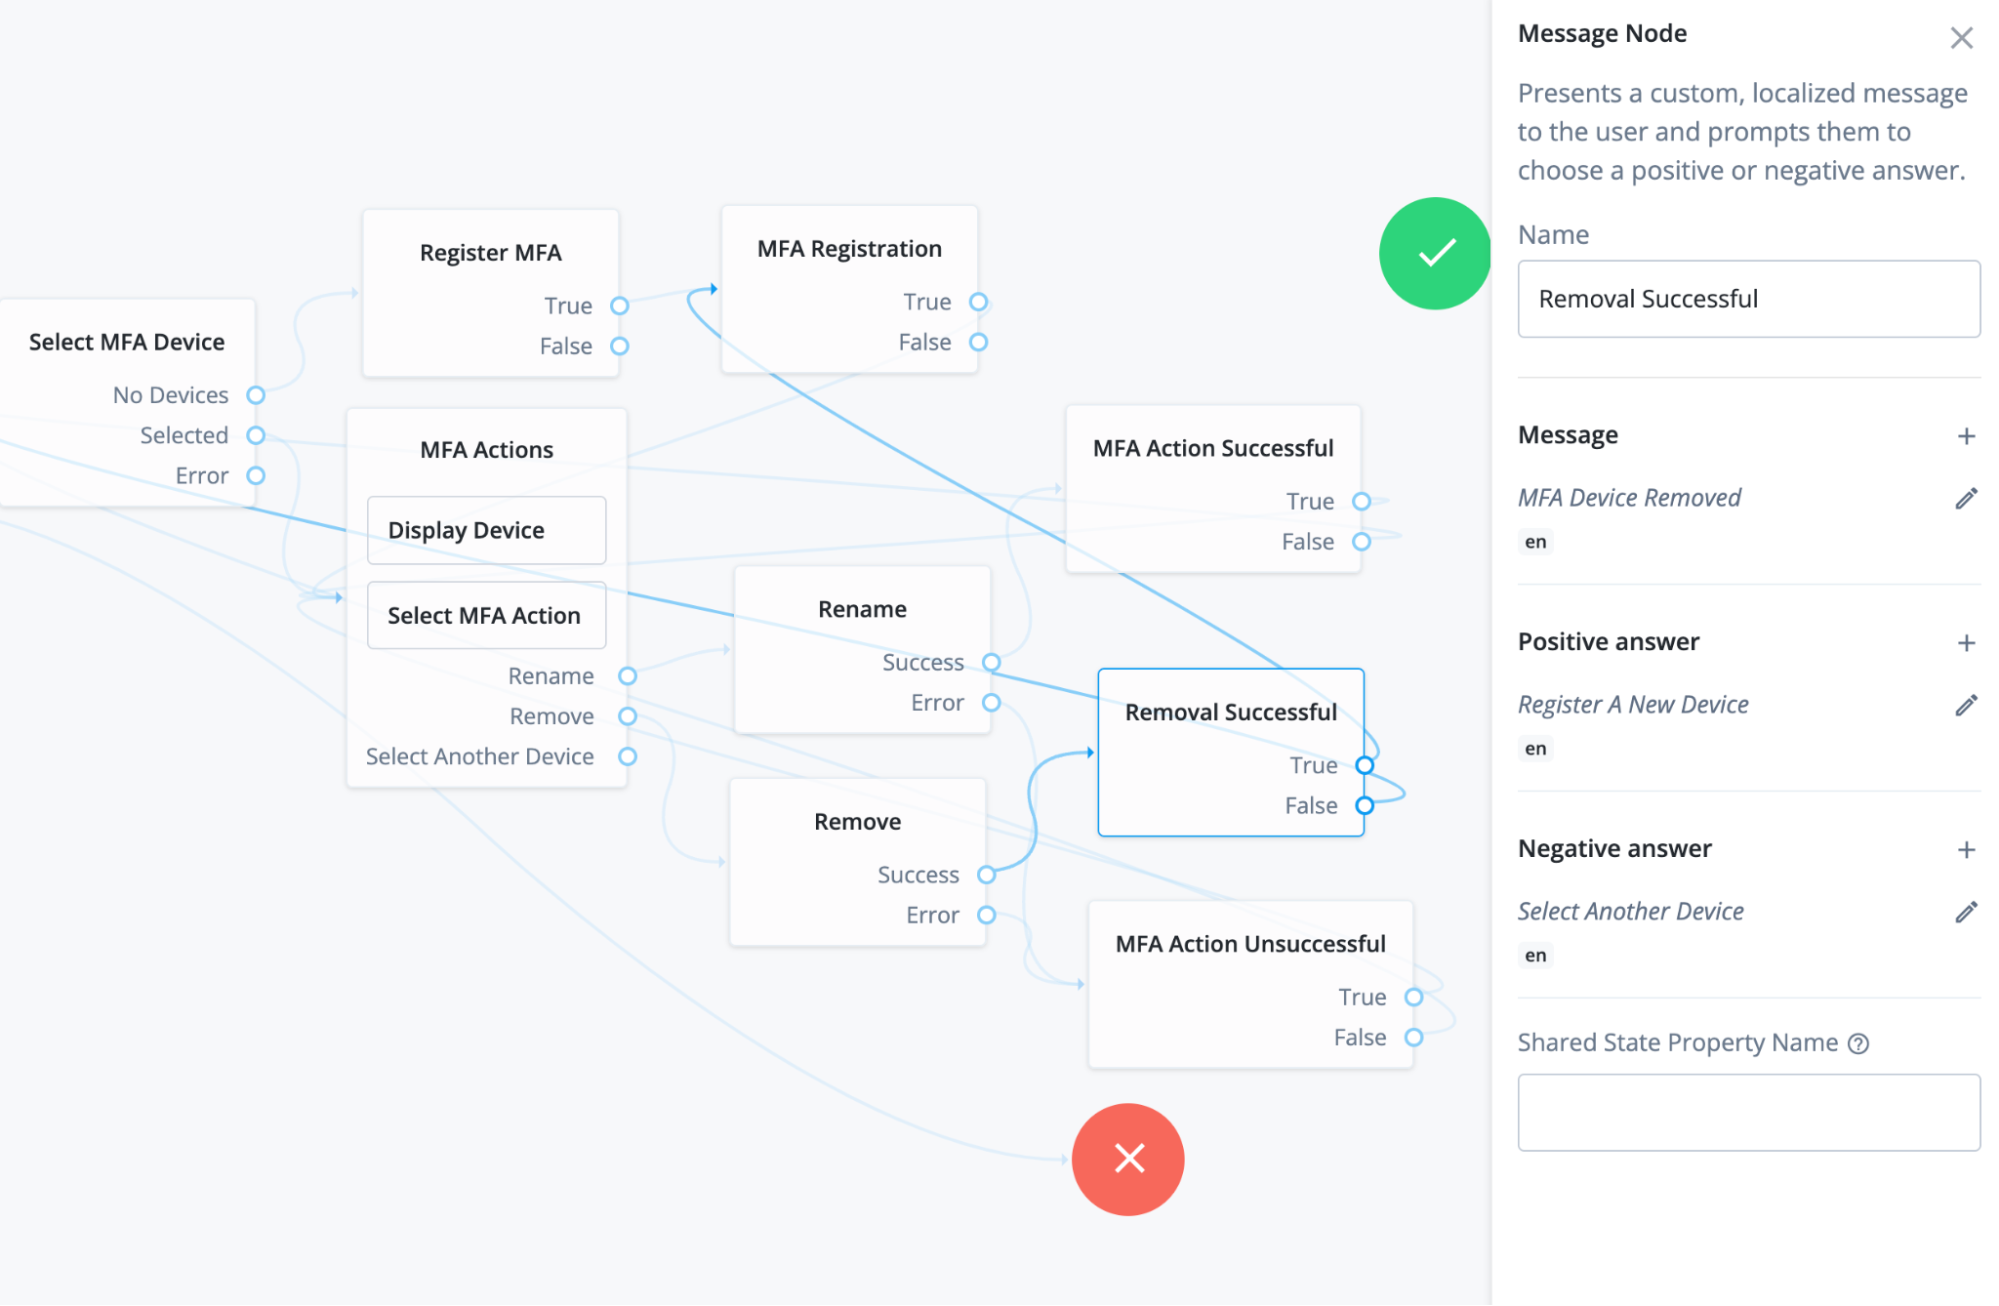 Select MFA Device
No Devices
Selected
Error
Register MFA
True
False
MFA Registration
True
False
MFA Actions
Display Device
Select MFA Action
Rename
Remove
Select Another Device
Rename
Success
Error
Remove
Success
Error
MFA Action Successful
True
False
Removal Successful
True
False
MFA Action Unsuccessful
True
False
Message Node
Presents a custom, localized message
to the user and prompts them to
choose a positive or negative answer.
Name
Removal Successful
Message
MFA Device Removed
en
Positive answer
Register A New Device
en
Negative answer
Select Another Device
en
Shared State Property Name